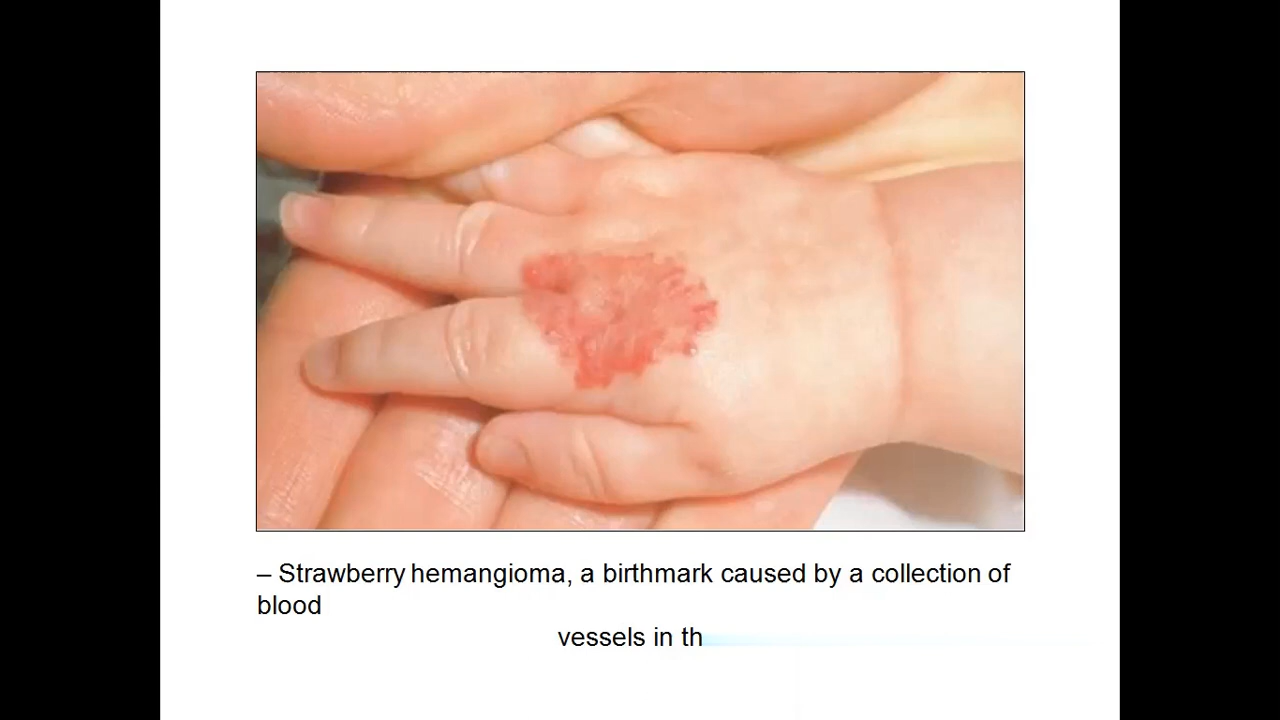 – Strawberry hemangioma, a birthmark caused by a collection of
blood
vessels in th